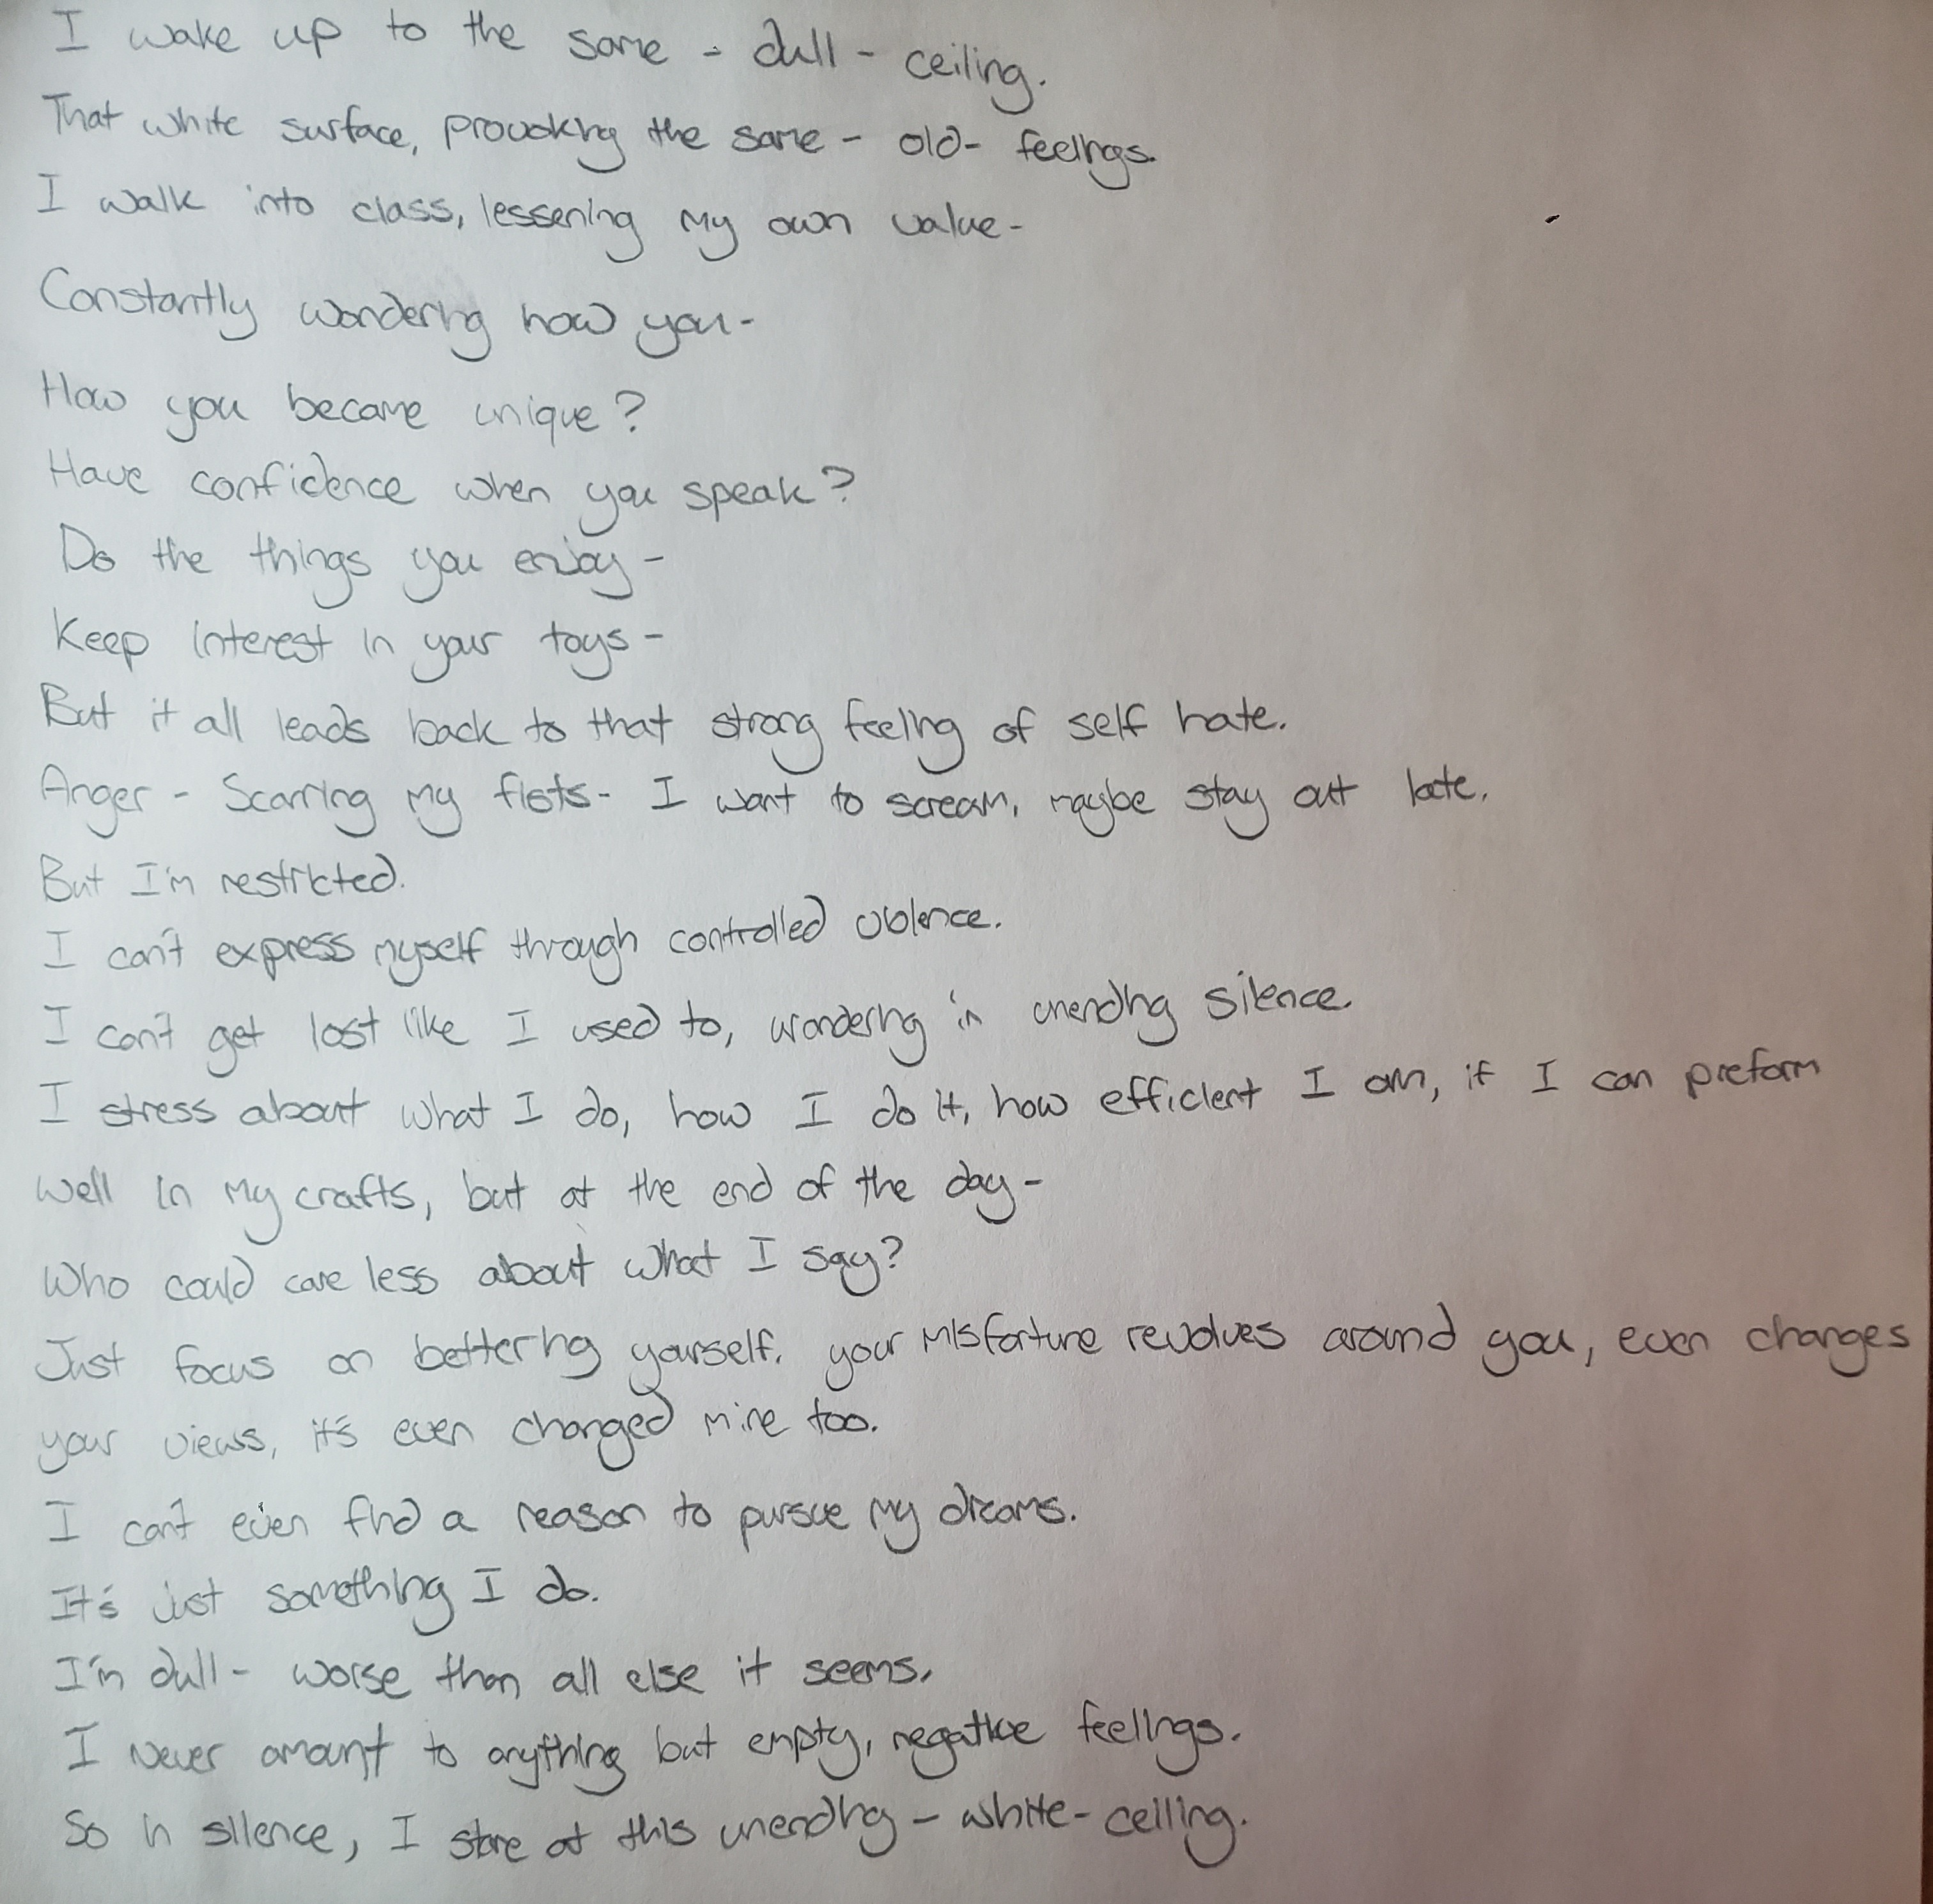 I wake up to the same - dull - ceiling.
That white surface, provoking the same - old - feelings.
I walk into class, lessening my own value -
Constantly wondering how you -
How you became unique?
Have confidence when you speak?
Do the things you enjoy -
Keep interest in your toys -
But it all leads back to that strong feeling of self hate.
Anger - Scarring my fists - I want to scream, maybe stay out late.
But I'm restricted.
I can't express myself through controlled violence.
I can't get lost like I used to, wondering in unending silence.
I stress about what I do, how I do it, how efficient I am, if I can preform
well in my crafts, but at the end of the day -
Who could care less about what I say?
Just focus on bettering yourself. your misfortune revolves around you, even changes
your views, it's even changed mine too.
I can't even find a reason to pursue my dreams.
It's just something I do.
I'm dull - worse than all else it seems.
I never amount to anything but empty, negative feelings.
So in silence, I stare at this unending - white - ceiling.